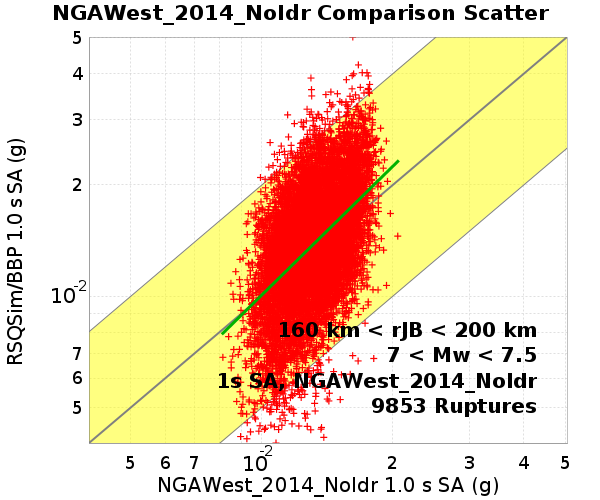 NGAWest_2014_NoIdr Comparison Scatter
5
4
3
2
10-2
7
6
5
RSQSim/BBP 1.0 s SA (g)
160 km < rJB < 200 km
7 < Mw < 7.5
1s SA, NGAWest_2014_NoIdr
9853 Ruptures
5 6 7 10-2 2 3 4 5
NGAWest_2014_NoIdr 1.0 s SA (g)